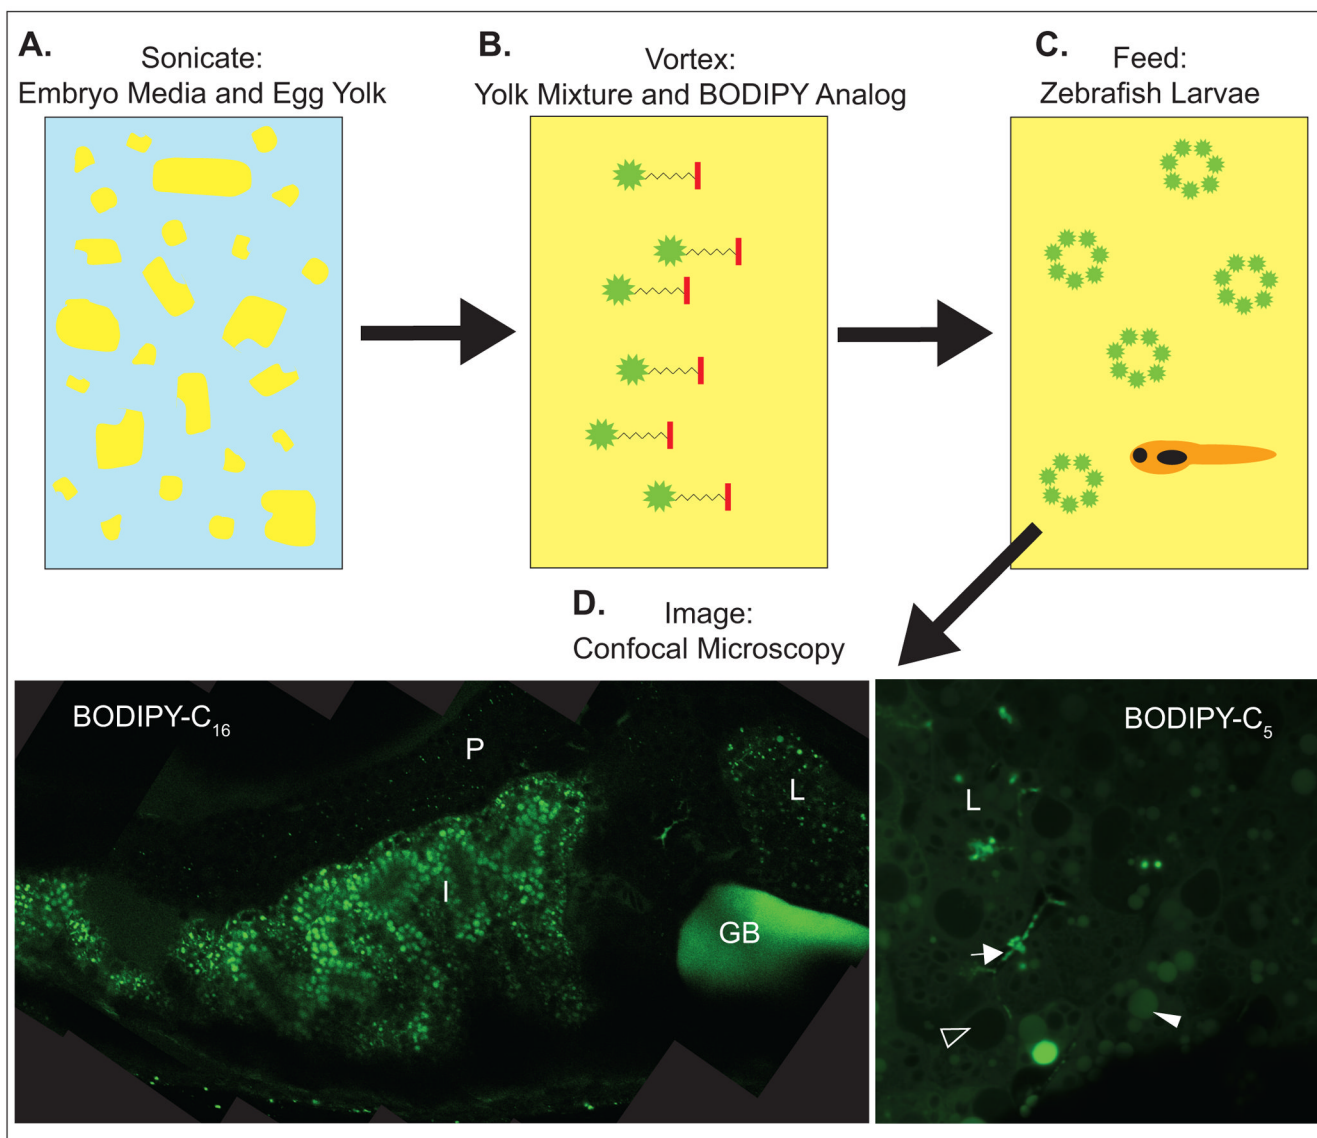 A.
Sonicate:
Embryo Media and Egg Yolk
B.
Vortex:
Yolk Mixture and BODIPY Analog
C.
Feed:
Zebrafish Larvae
D.
Image:
Confocal Microscopy
BODIPY-C16
P
L
I
GB
BODIPY-C5
L